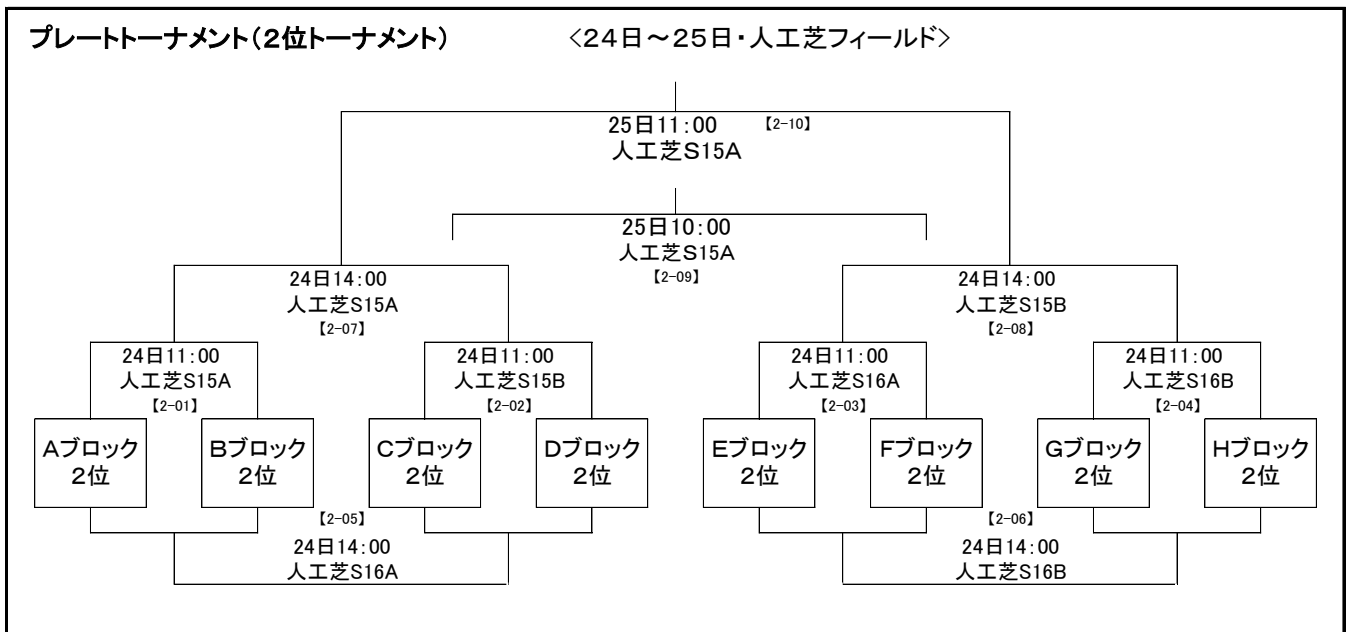 プレートトーナメント(2位トーナメント) <24日~25日・人工芝フィールド>
25日11:00 【2-10】
人工芝S15A
25日10:00
人工芝S15A
【2-09】
24日14:00 24日14:00
人工芝S15A 人工芝S15B
【2-07】 【2-08】
24日11:00 24日11:00 24日11:00 24日11:00
人工芝S15A 人工芝S15B 人工芝S16A 人工芝S16B
【2-01】 【2-02】 【2-03】 【2-04】
Aブロック Bブロック Cブロック Dブロック Eブロック Fブロック Gブロック Hブロック
2位 2位 2位 2位 2位 2位 2位 2位
【2-05】 【2-06】
24日14:00 24日14:00
人工芝S16A 人工芝S16B